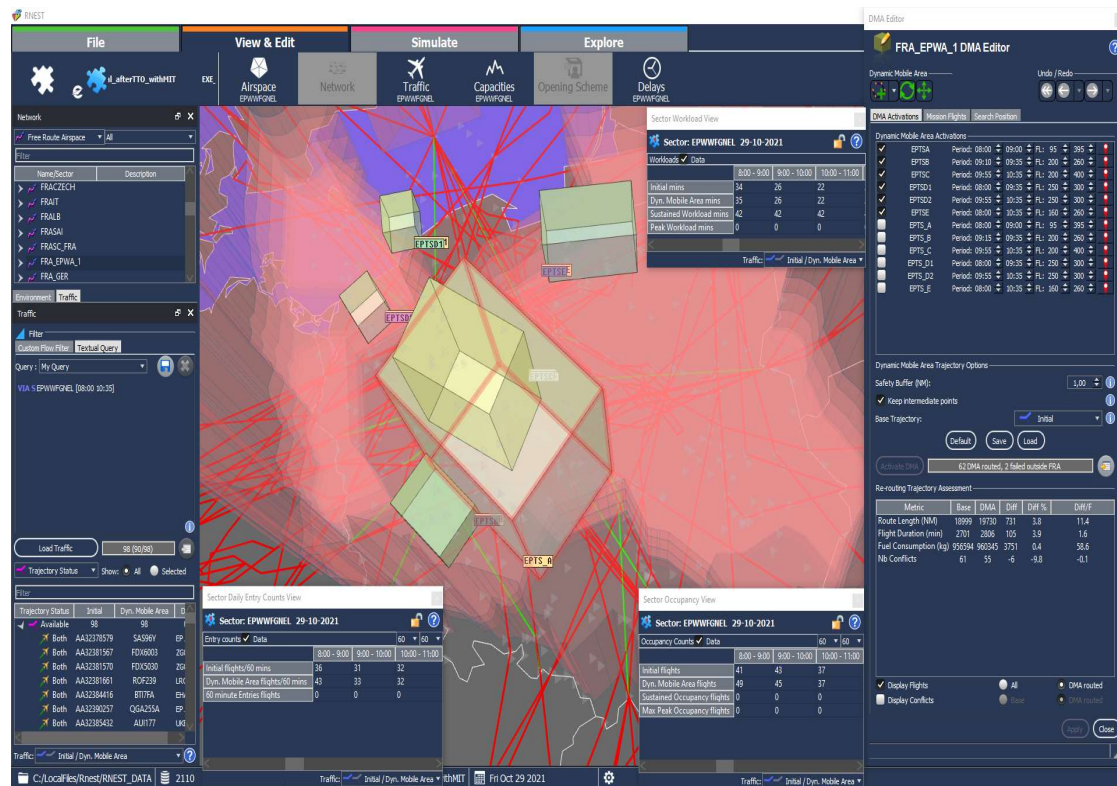 RNEST
File View & Edit Simulate Explore
d_afterTTO_withMIT EXE_
Airspace Network Traffic Capacities Opening Scheme Delays
EPWWFGNEL EPWWFGNEL EPWWFGNEL EPWWFGNEL
Network
Free Route Airspace All
Filter
Name/Sector Description
FRACZECH
FRAIT
FRALB
FRASAI
FRASC_FRA
FRA_EPWA_1
FRA_GER
Environment Traffic
Traffic
Filter
Custom Flow Filter Textual Query
Query : My Query
VIA S EPWWFGNEL [08:00 10:35]
Load Traffic 98 (90/98)
Trajectory Status Show: All Selected
Filter
Trajectory Status Initial Dyn. Mobile Area
Available 98 98
Both AA32378579 SAS96Y EP
Both AA32381567 FDX6003 ZG
Both AA32381570 FDX5030 ZG
Both AA32381661 ROF239 LR
Both AA32384416 BTI7FA EH
Both AA32390257 QGA255A EP
Both AA32385432 AUI177 UK
Traffic: Initial / Dyn. Mobile Area
C:/LocalFiles/Rnest/RNEST_DATA 2110
EPTSD1
EPTSE
EPTSD
EPTSB
EPTS_A
Sector Workload View
Sector: EPWWFGNEL 29-10-2021
Workloads Data
8:00 - 9:00 9:00 - 10:00 10:00 - 11:00
Initial mins 34 26 22
Dyn. Mobile Area mins 35 26 22
Sustained Workload mins 42 42 42
Peak Workload mins 0 0 0
Traffic: Initial / Dyn. Mobile Area
Sector Daily Entry Counts View
Sector: EPWWFGNEL 29-10-2021
Entry counts Data 60 60
8:00 - 9:00 9:00 - 10:00 10:00 - 11:00
Initial flights/60 mins 36 31 32
Dyn. Mobile Area flights/60 mins 43 33 32
60 minute Entries flights 0 0 0
Traffic: Initial / Dyn. Mobile Area
thMIT Fri Oct 29 2021
Sector Occupancy View
Sector: EPWWFGNEL 29-10-2021
Occupancy Counts Data 60 60
8:00 - 9:00 9:00 - 10:00 10:00 - 11:00
Initial flights 41 43 37
Dyn. Mobile Area flights 49 45 37
Sustained Occupancy flights 0 0 0
Max Peak Occupancy flights 0 0 0
Traffic: Initial / Dyn. Mobile Area
DMA Editor
FRA_EPWA_1 DMA Editor
Dynamic Mobile Area Undo / Redo
DMA Activations Mission Flights Search Position
Dynamic Mobile Area Activations
EPTSA Period: 08:00 09:00 FL: 95 395
EPTSB Period: 09:10 09:35 FL: 200 260
EPTSC Period: 09:55 10:35 FL: 200 400
EPTSD1 Period: 08:00 09:35 FL: 250 300
EPTSD2 Period: 09:55 10:35 FL: 250 300
EPTSE Period: 08:00 10:35 FL: 160 260
EPTS_A Period: 08:00 09:00 FL: 95 395
EPTS_B Period: 09:15 09:35 FL: 200 260
EPTS_C Period: 09:55 10:35 FL: 200 400
EPTS_D1 Period: 08:00 09:35 FL: 250 300
EPTS_D2 Period: 09:55 10:35 FL: 250 300
EPTS_E Period: 08:00 10:35 FL: 160 260
Dynamic Mobile Area Trajectory Options
Safety Buffer (NM): 1,00
Keep intermediate points
Base Trajectory: Initial
Default Save Load
Activate DMA 62 DMA routed, 2 failed outside FRA
Re-routing Trajectory Assessment
Metric Base DMA Diff Diff % Diff/F
Route Length (NM) 18999 19730 731 3.8 11.4
Flight Duration (min) 2701 2806 105 3.9 1.6
Fuel Consumption (kg) 956594 960345 3751 0.4 58.6
Nb Conflicts 61 55 -6 -9.8 -0.1
Display Flights All DMA routed
Display Conflicts Base DMA routed
Apply Close